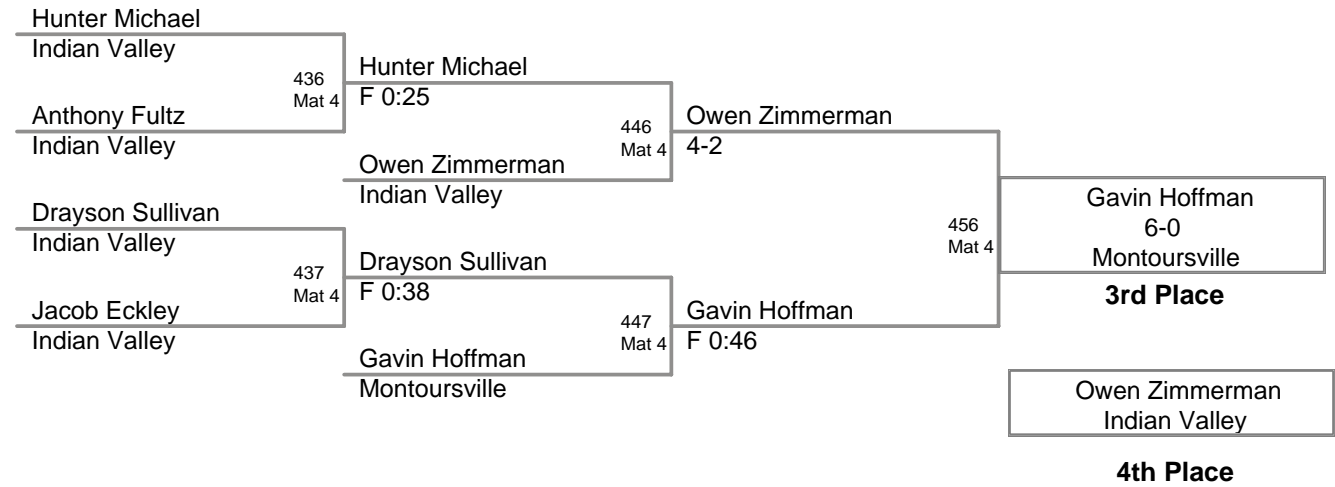 Hunter Michael
Indian Valley
436
Mat 4
Hunter Michael
F 0:25
Anthony Fultz
Indian Valley
446
Mat 4
Owen Zimmerman
4-2
Owen Zimmerman
Indian Valley
Drayson Sullivan
Indian Valley
456
Mat 4
Gavin Hoffman
6-0
Montoursville
3rd Place
437
Mat 4
Drayson Sullivan
F 0:38
Jacob Eckley
Indian Valley
447
Mat 4
Gavin Hoffman
F 0:46
Gavin Hoffman
Montoursville
Owen Zimmerman
Indian Valley
4th Place